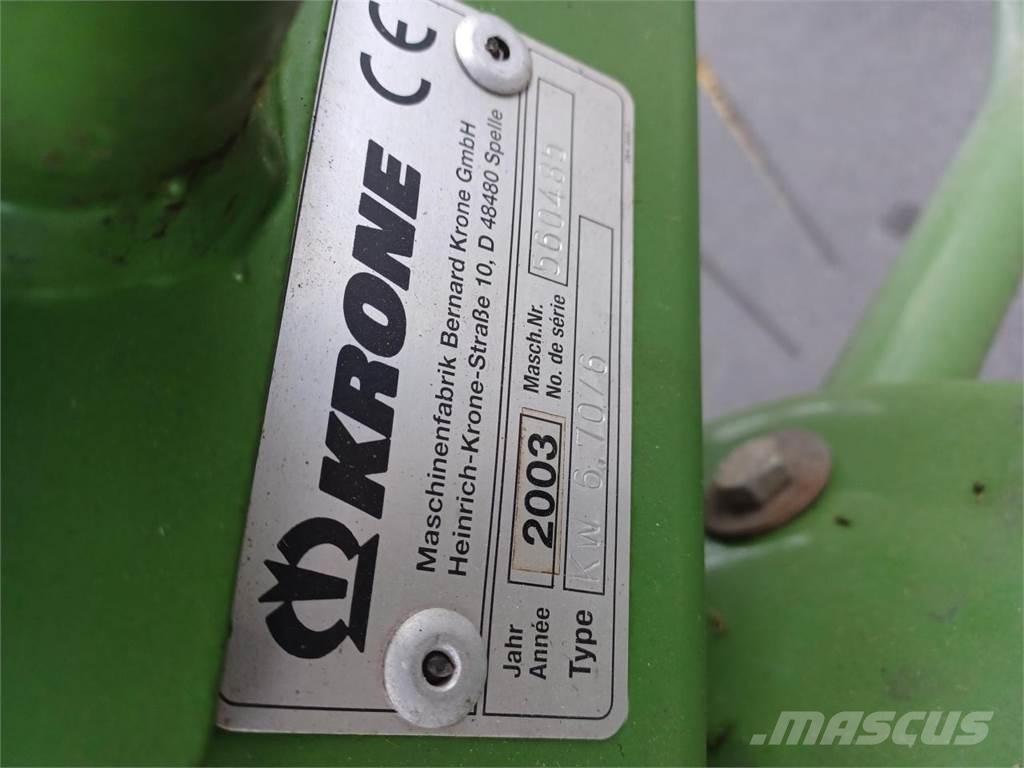 CE
KRONE
Maschinenfabrik Bernard Krone GmbH
Heinrich-Krone-Straße 10, D 48480 Spelle
Jahr
Année
2003
Masch.Nr.
No. de série
Type
KW 6.70/6
MASCUS